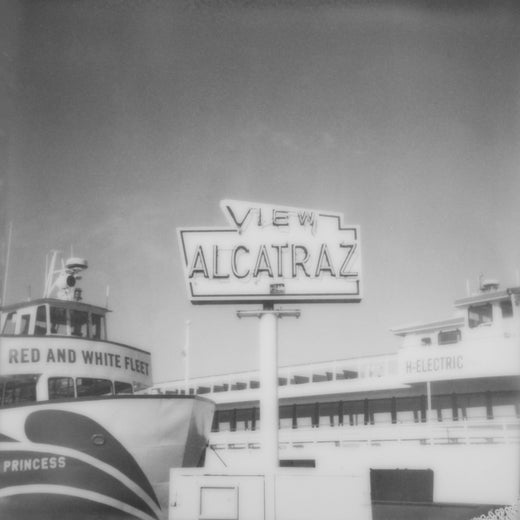 VIEW
ALCATRAZ
RED AND WHITE FLEET
H-ELECTRIC
PRINCESS